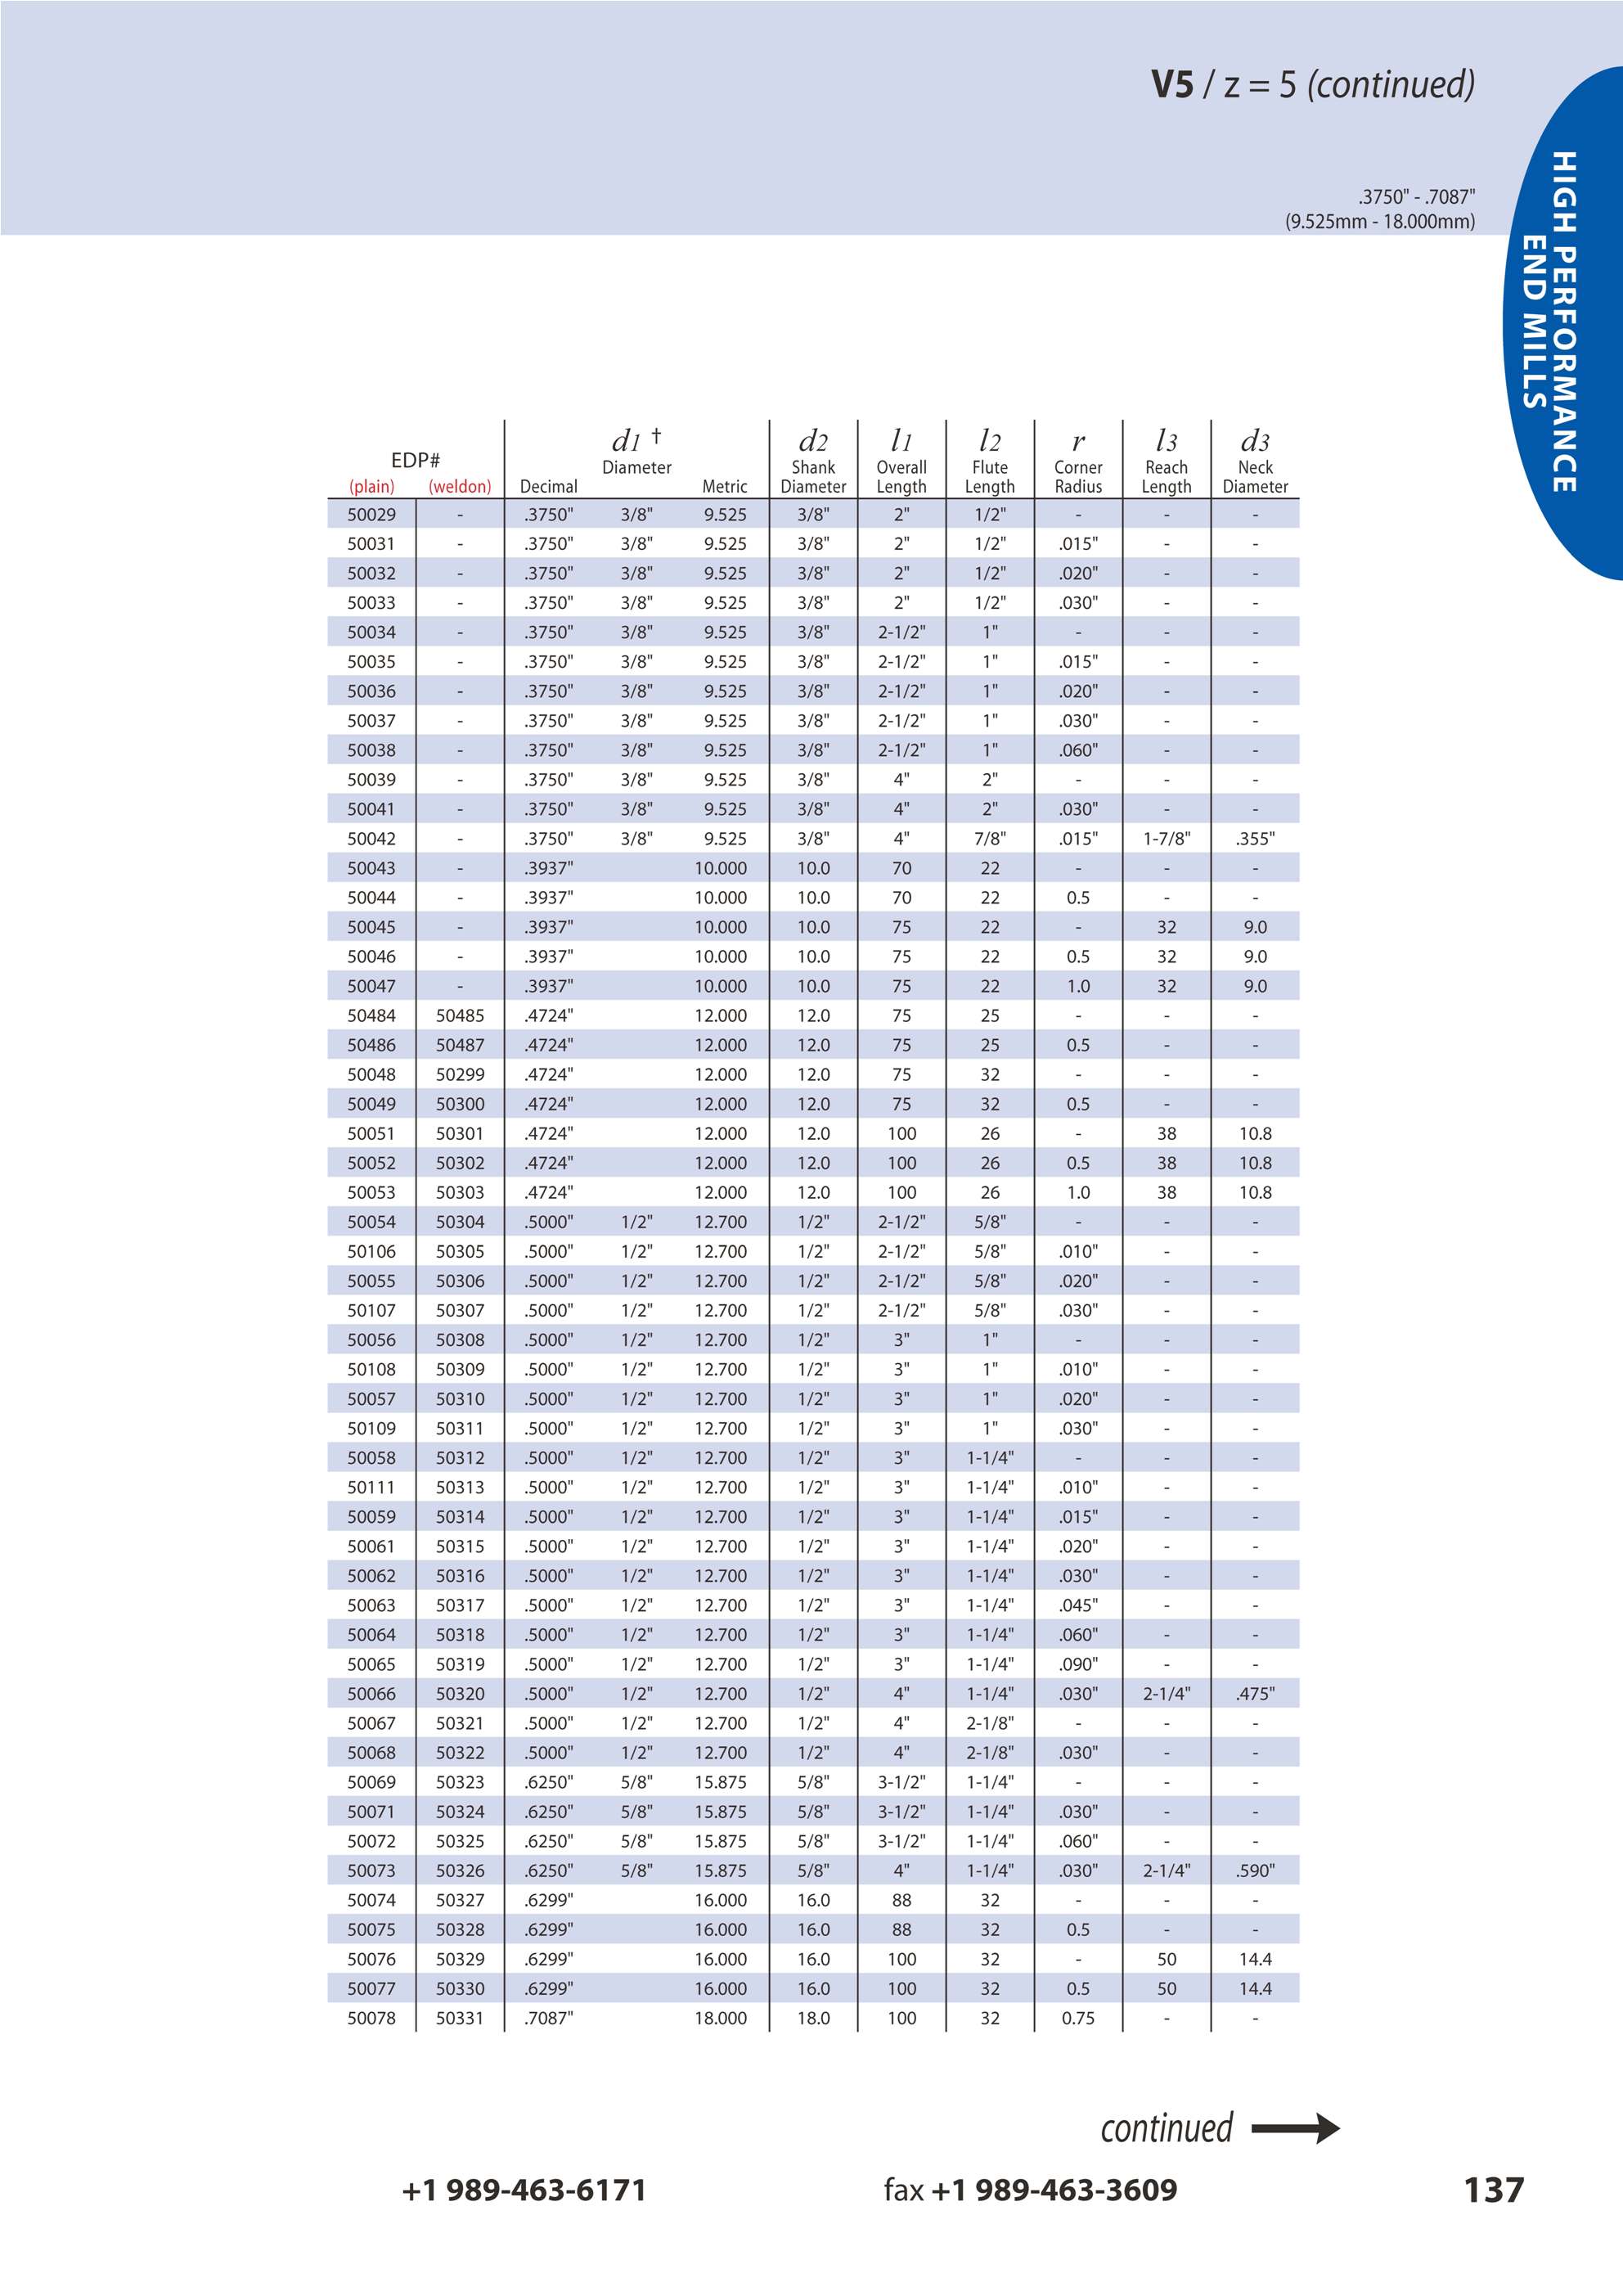 V5 / z = 5 (continued)
.3750" - .7087"
(9.525mm - 18.000mm)
HIGH PERFORMANCE
END MILLS
d1 † d2 l1 l2 r l3 d3
EDP# Diameter Shank Overall Flute Corner Reach Neck
(plain) (weldon) Decimal Metric Diameter Length Length Radius Length Diameter
50029 - .3750" 3/8" 9.525 3/8" 2" 1/2" - - -
50031 - .3750" 3/8" 9.525 3/8" 2" 1/2" .015" - -
50032 - .3750" 3/8" 9.525 3/8" 2" 1/2" .020" - -
50033 - .3750" 3/8" 9.525 3/8" 2" 1/2" .030" - -
50034 - .3750" 3/8" 9.525 3/8" 2-1/2" 1" - - -
50035 - .3750" 3/8" 9.525 3/8" 2-1/2" 1" .015" - -
50036 - .3750" 3/8" 9.525 3/8" 2-1/2" 1" .020" - -
50037 - .3750" 3/8" 9.525 3/8" 2-1/2" 1" .030" - -
50038 - .3750" 3/8" 9.525 3/8" 2-1/2" 1" .060" - -
50039 - .3750" 3/8" 9.525 3/8" 4" 2" - - -
50041 - .3750" 3/8" 9.525 3/8" 4" 2" .030" - -
50042 - .3750" 3/8" 9.525 3/8" 4" 7/8" .015" 1-7/8" .355"
50043 - .3937" 10.000 10.0 70 22 - - -
50044 - .3937" 10.000 10.0 70 22 0.5 - -
50045 - .3937" 10.000 10.0 75 22 - 32 9.0
50046 - .3937" 10.000 10.0 75 22 0.5 32 9.0
50047 - .3937" 10.000 10.0 75 22 1.0 32 9.0
50484 50485 .4724" 12.000 12.0 75 25 - - -
50486 50487 .4724" 12.000 12.0 75 25 0.5 - -
50048 50299 .4724" 12.000 12.0 75 32 - - -
50049 50300 .4724" 12.000 12.0 75 32 0.5 - -
50051 50301 .4724" 12.000 12.0 100 26 - 38 10.8
50052 50302 .4724" 12.000 12.0 100 26 0.5 38 10.8
50053 50303 .4724" 12.000 12.0 100 26 1.0 38 10.8
50054 50304 .5000" 1/2" 12.700 1/2" 2-1/2" 5/8" - - -
50106 50305 .5000" 1/2" 12.700 1/2" 2-1/2" 5/8" .010" - -
50055 50306 .5000" 1/2" 12.700 1/2" 2-1/2" 5/8" .020" - -
50107 50307 .5000" 1/2" 12.700 1/2" 2-1/2" 5/8" .030" - -
50056 50308 .5000" 1/2" 12.700 1/2" 3" 1" - - -
50108 50309 .5000" 1/2" 12.700 1/2" 3" 1" .010" - -
50057 50310 .5000" 1/2" 12.700 1/2" 3" 1" .020" - -
50109 50311 .5000" 1/2" 12.700 1/2" 3" 1" .030" - -
50058 50312 .5000" 1/2" 12.700 1/2" 3" 1-1/4" - - -
50111 50313 .5000" 1/2" 12.700 1/2" 3" 1-1/4" .010" - -
50059 50314 .5000" 1/2" 12.700 1/2" 3" 1-1/4" .015" - -
50061 50315 .5000" 1/2" 12.700 1/2" 3" 1-1/4" .020" - -
50062 50316 .5000" 1/2" 12.700 1/2" 3" 1-1/4" .030" - -
50063 50317 .5000" 1/2" 12.700 1/2" 3" 1-1/4" .045" - -
50064 50318 .5000" 1/2" 12.700 1/2" 3" 1-1/4" .060" - -
50065 50319 .5000" 1/2" 12.700 1/2" 3" 1-1/4" .090" - -
50066 50320 .5000" 1/2" 12.700 1/2" 4" 1-1/4" .030" 2-1/4" .475"
50067 50321 .5000" 1/2" 12.700 1/2" 4" 2-1/8" - - -
50068 50322 .5000" 1/2" 12.700 1/2" 4" 2-1/8" .030" - -
50069 50323 .6250" 5/8" 15.875 5/8" 3-1/2" 1-1/4" - - -
50071 50324 .6250" 5/8" 15.875 5/8" 3-1/2" 1-1/4" .030" - -
50072 50325 .6250" 5/8" 15.875 5/8" 3-1/2" 1-1/4" .060" - -
50073 50326 .6250" 5/8" 15.875 5/8" 4" 1-1/4" .030" 2-1/4" .590"
50074 50327 .6299" 16.000 16.0 88 32 - - -
50075 50328 .6299" 16.000 16.0 88 32 0.5 - -
50076 50329 .6299" 16.000 16.0 100 32 - 50 14.4
50077 50330 .6299" 16.000 16.0 100 32 0.5 50 14.4
50078 50331 .7087" 18.000 18.0 100 32 0.75 - -
continued
+1 989-463-6171 fax +1 989-463-3609 137